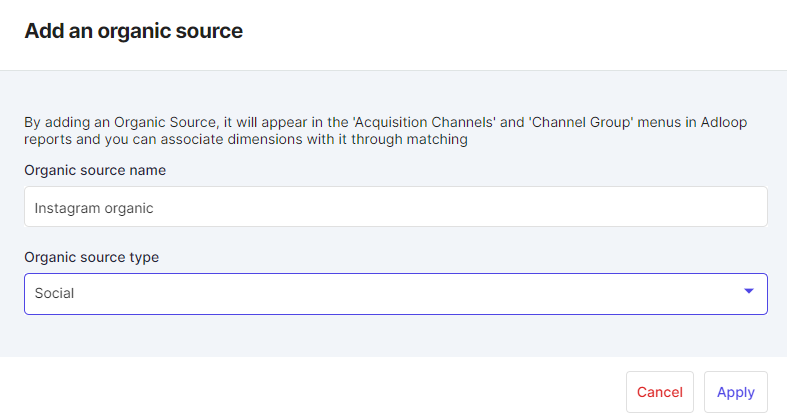 Add an organic source
By adding an Organic Source, it will appear in the 'Acquisition Channels' and 'Channel Group' menus in Adloop
reports and you can associate dimensions with it through matching
Organic source name
Instagram organic
Organic source type
Social
Cancel
Apply